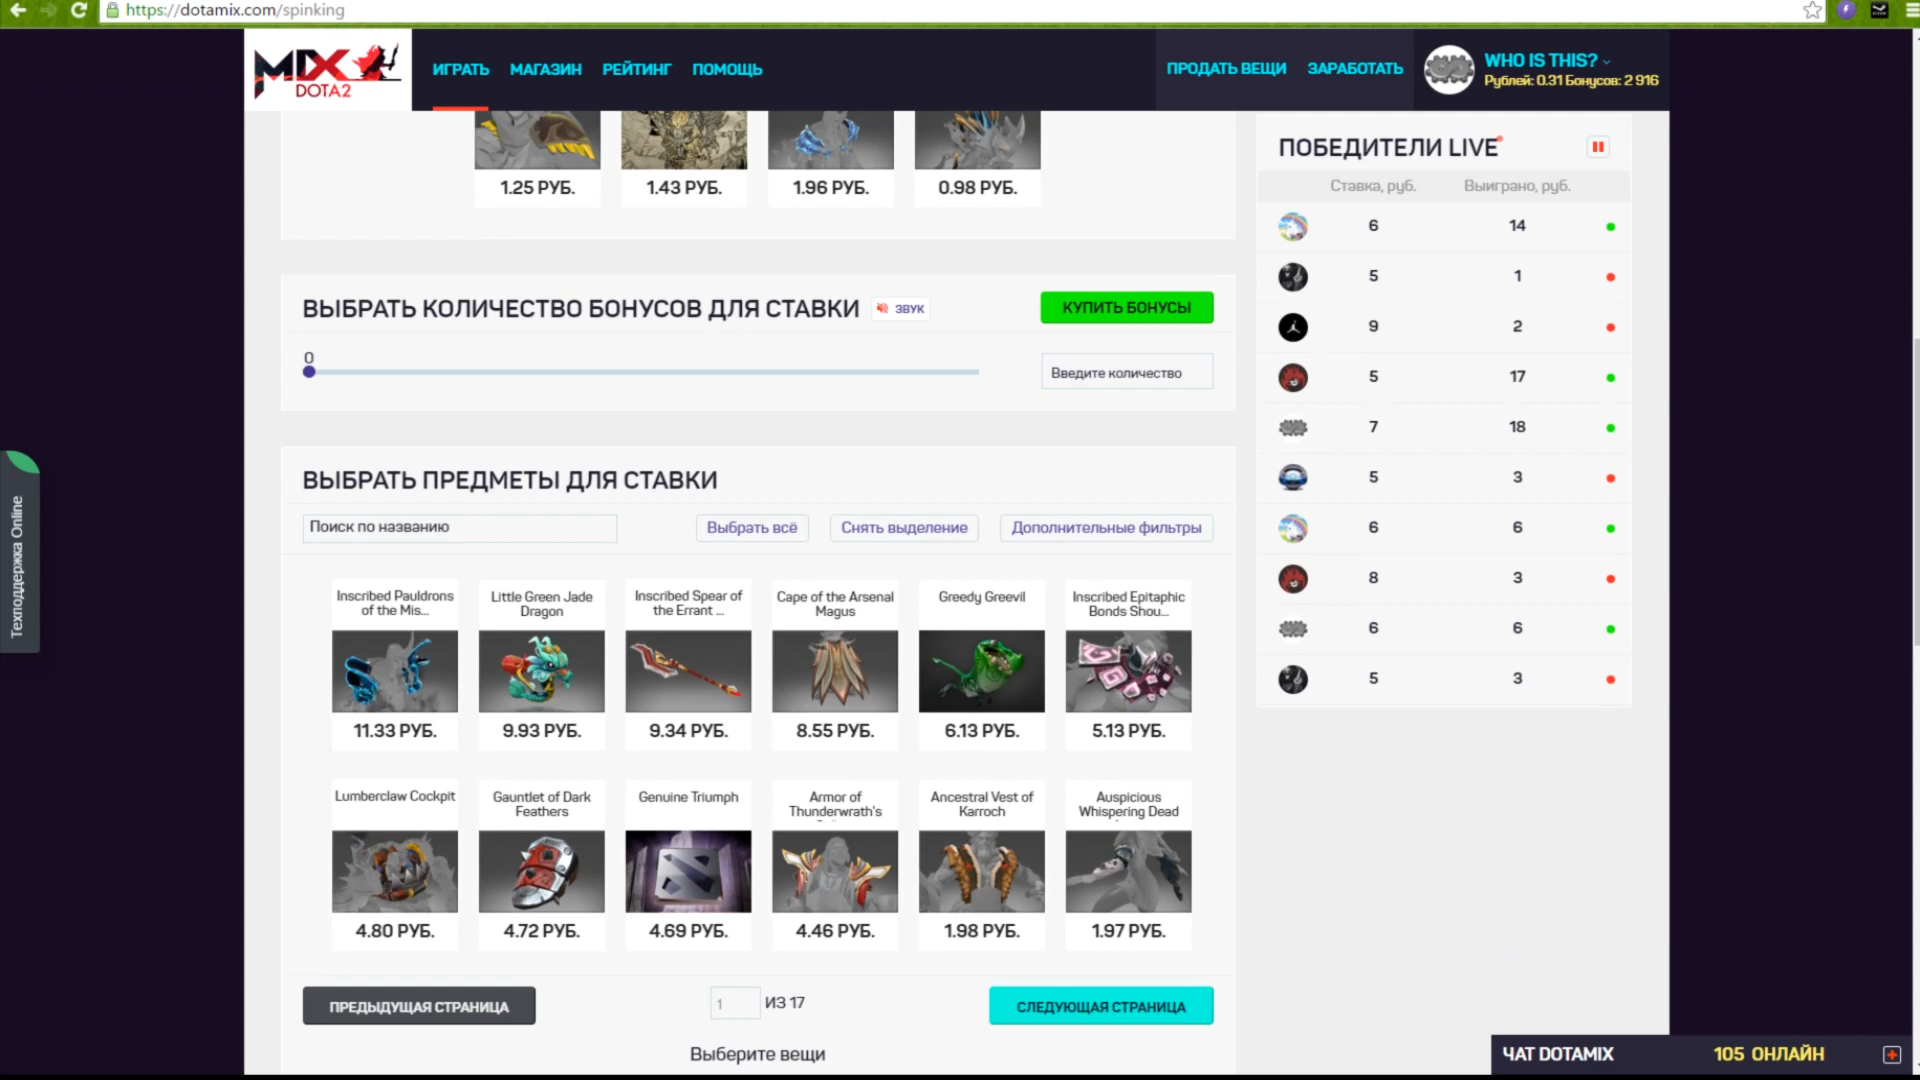 https://dotamix.com/spinking
MIX
DOTA2
ИГРАТЬ МАГАЗИН РЕЙТИНГ ПОМОЩЬ
ПРОДАТЬ ВЕЩИ ЗАРАБОТАТЬ
WHO IS THIS?
Рублей: 0.31 Бонусов: 2 916
1.25 РУБ. 1.43 РУБ. 1.96 РУБ. 0.98 РУБ.
ВЫБРАТЬ КОЛИЧЕСТВО БОНУСОВ ДЛЯ СТАВКИ ЗВУК
КУПИТЬ БОНУСЫ
0
Введите количество
ВЫБРАТЬ ПРЕДМЕТЫ ДЛЯ СТАВКИ
Поиск по названию
Выбрать всё
Снять выделение
Дополнительные фильтры
Inscribed Pauldrons
of the Mis...
Little Green Jade
Dragon
Inscribed Spear of
the Errant ...
Cape of the Arsenal
Magus
Greedy Greevil
Inscribed Epitaphic
Bonds Shou...
11.33 РУБ. 9.93 РУБ. 9.34 РУБ. 8.55 РУБ. 6.13 РУБ. 5.13 РУБ.
Lumberclaw Cockpit
Gauntlet of Dark
Feathers
Genuine Triumph
Armor of
Thunderwrath's
Ancestral Vest of
Karroch
Auspicious
Whispering Dead
4.80 РУБ. 4.72 РУБ. 4.69 РУБ. 4.46 РУБ. 1.98 РУБ. 1.97 РУБ.
ПРЕДЫДУЩАЯ СТРАНИЦА
1 ИЗ 17
СЛЕДУЮЩАЯ СТРАНИЦА
Выберите вещи
ПОБЕДИТЕЛИ LIVE
Ставка, руб. Выиграно, руб.
6 14
5 1
9 2
5 17
7 18
5 3
6 6
8 3
6 6
5 3
Техподдержка Online
ЧАТ DOTAMIX 105 ОНЛАЙН